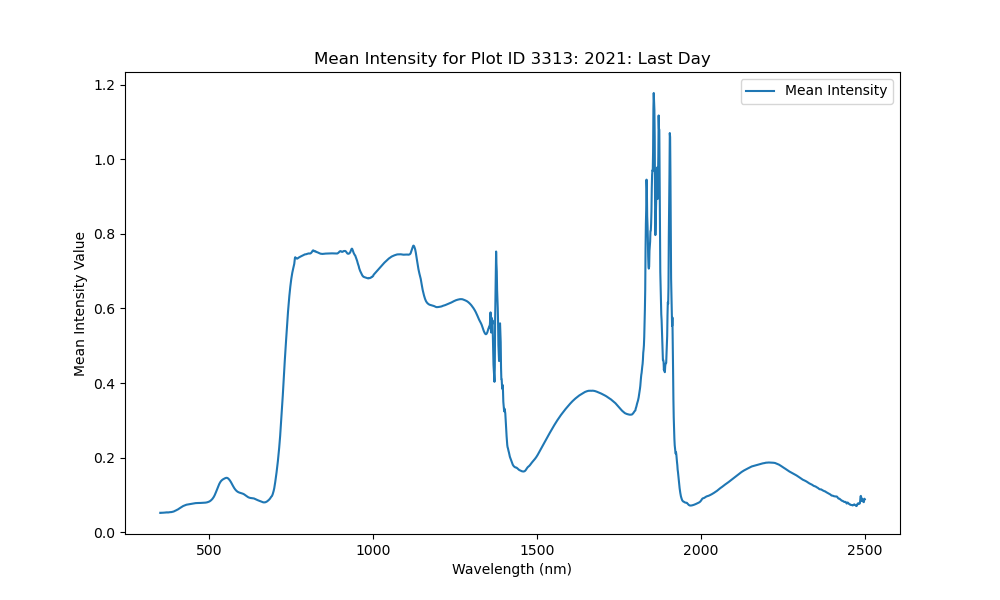 Mean Intensity for Plot ID 3313: 2021: Last Day
Mean Intensity
Mean Intensity Value
1.2
1.0
0.8
0.6
0.4
0.2
0.0
500 1000 1500 2000 2500
Wavelength (nm)